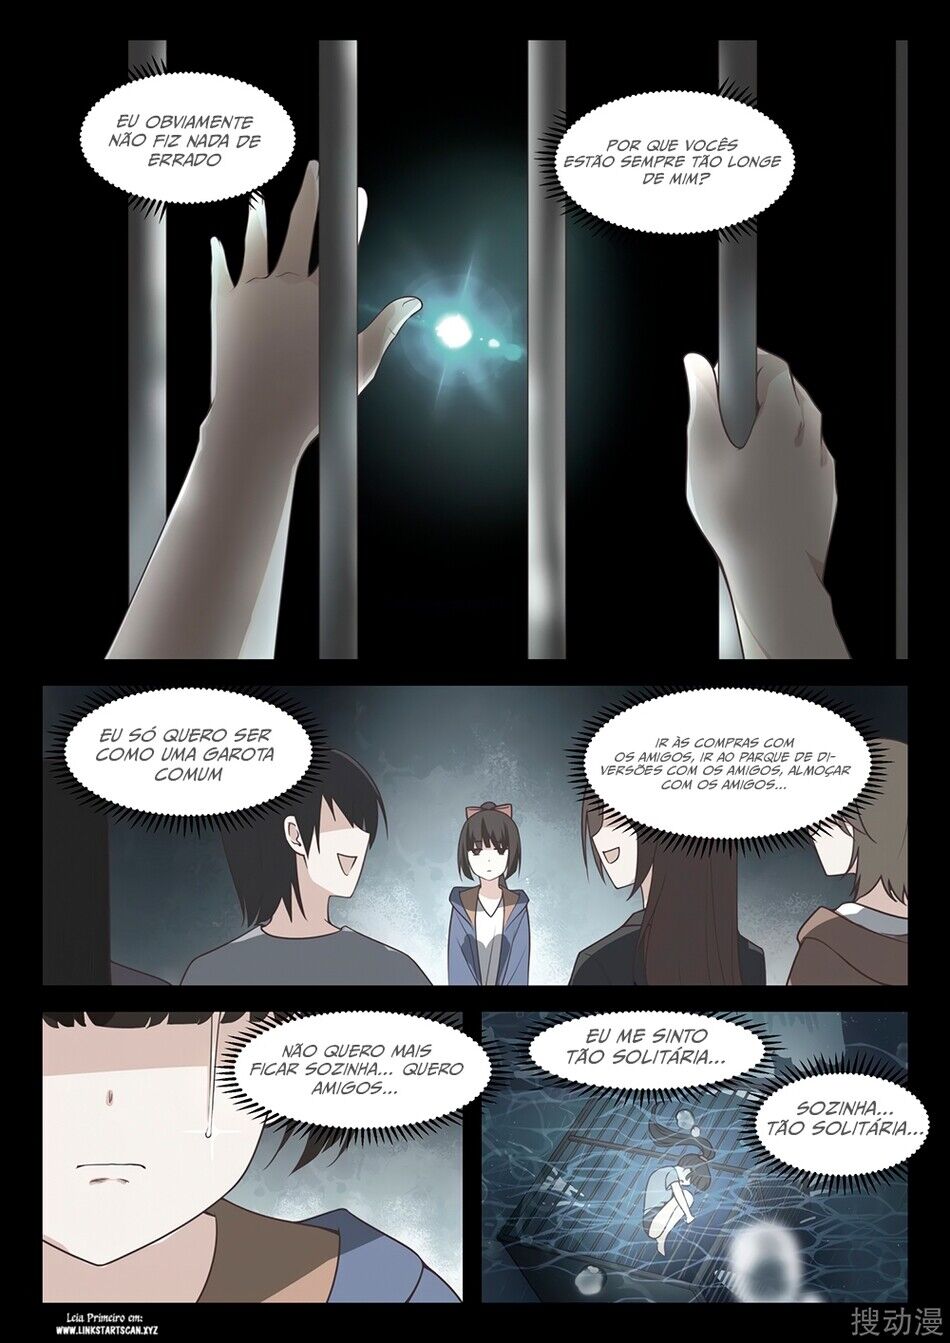 EU OBVIAMENTE
NÃO FIZ NADA DE
ERRADO
POR QUE VOCÊS
ESTÃO SEMPRE TÃO LONGE
DE MIM?
EU SÓ QUERO SER
COMO UMA GAROTA
COMUM
IR ÀS COMPRAS COM
OS AMIGOS, IR AO PARQUE DE DI-
VERSÕES COM OS AMIGOS, ALMOÇAR
COM OS AMIGOS...
NÃO QUERO MAIS
FICAR SOZINHA... QUERO
AMIGOS...
EU ME SINTO
TÃO SOLITÁRIA...
SOZINHA...
TÃO SOLITÁRIA...
Leia Primeiro em:
WWW.LINKSTARTSCAN.XYZ
搜动漫